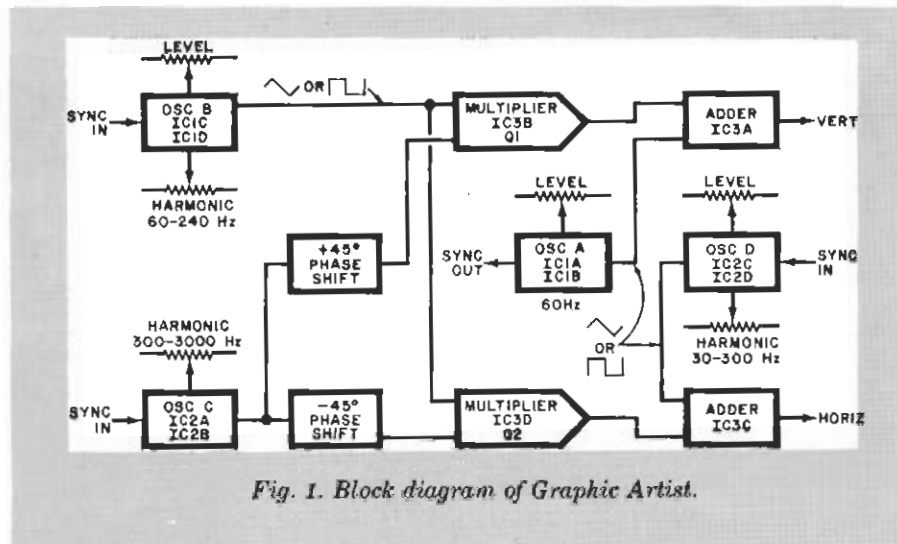 LEVEL
SYNC
IN
OSC B
IC1C
IC1D
HARMONIC
60-240 Hz
OR
MULTIPLIER
IC3B
Q1
ADDER
IC3A
VERT
LEVEL
SYNC
OUT
OSC A
IC1A
IC1B
60Hz
LEVEL
OSC D
IC2C
IC2D
SYNC
IN
HARMONIC
30-300 Hz
OR
+45°
PHASE
SHIFT
HARMONIC
300-3000 Hz
SYNC
IN
OSC C
IC2A
IC2B
-45°
PHASE
SHIFT
MULTIPLIER
IC3D
Q2
ADDER
IC3C
HORIZ
Fig. 1. Block diagram of Graphic Artist.